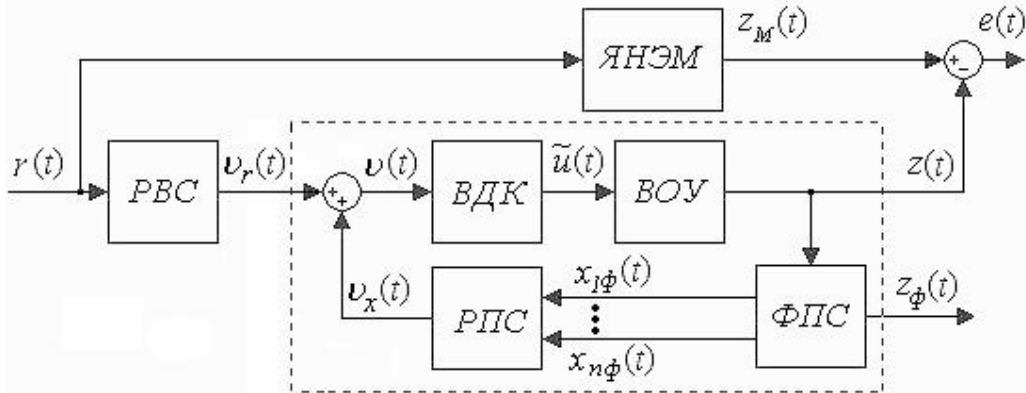 z_M(t)
e(t)
ЯНЭМ
+
−
r(t)
υ_r(t)
υ(t)
ũ(t)
z(t)
РВС
+
+
ВДК
ВОУ
υ_x(t)
x_1ф(t)
z_ф(t)
РПС
ФПС
x_nф(t)